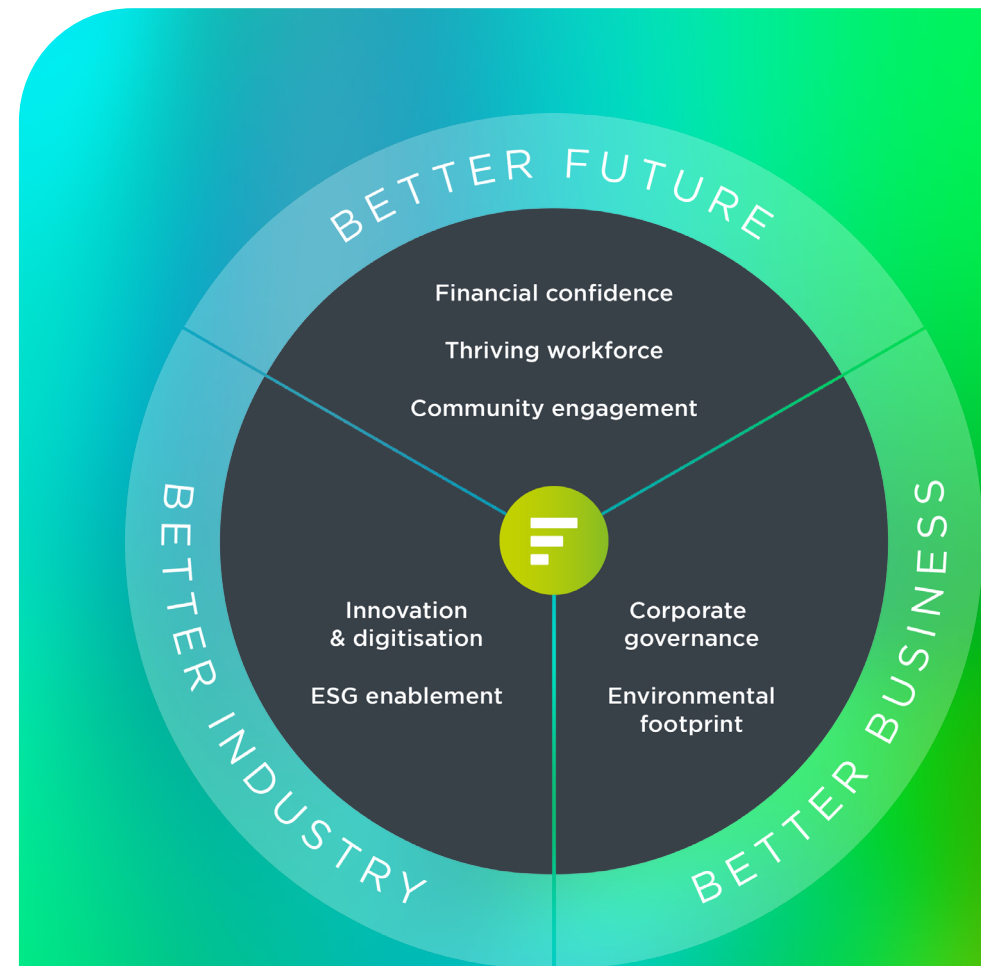 BETTER FUTURE
Financial confidence
Thriving workforce
Community engagement
BETTER INDUSTRY
Innovation
& digitisation
ESG enablement
BETTER BUSINESS
Corporate
governance
Environmental
footprint